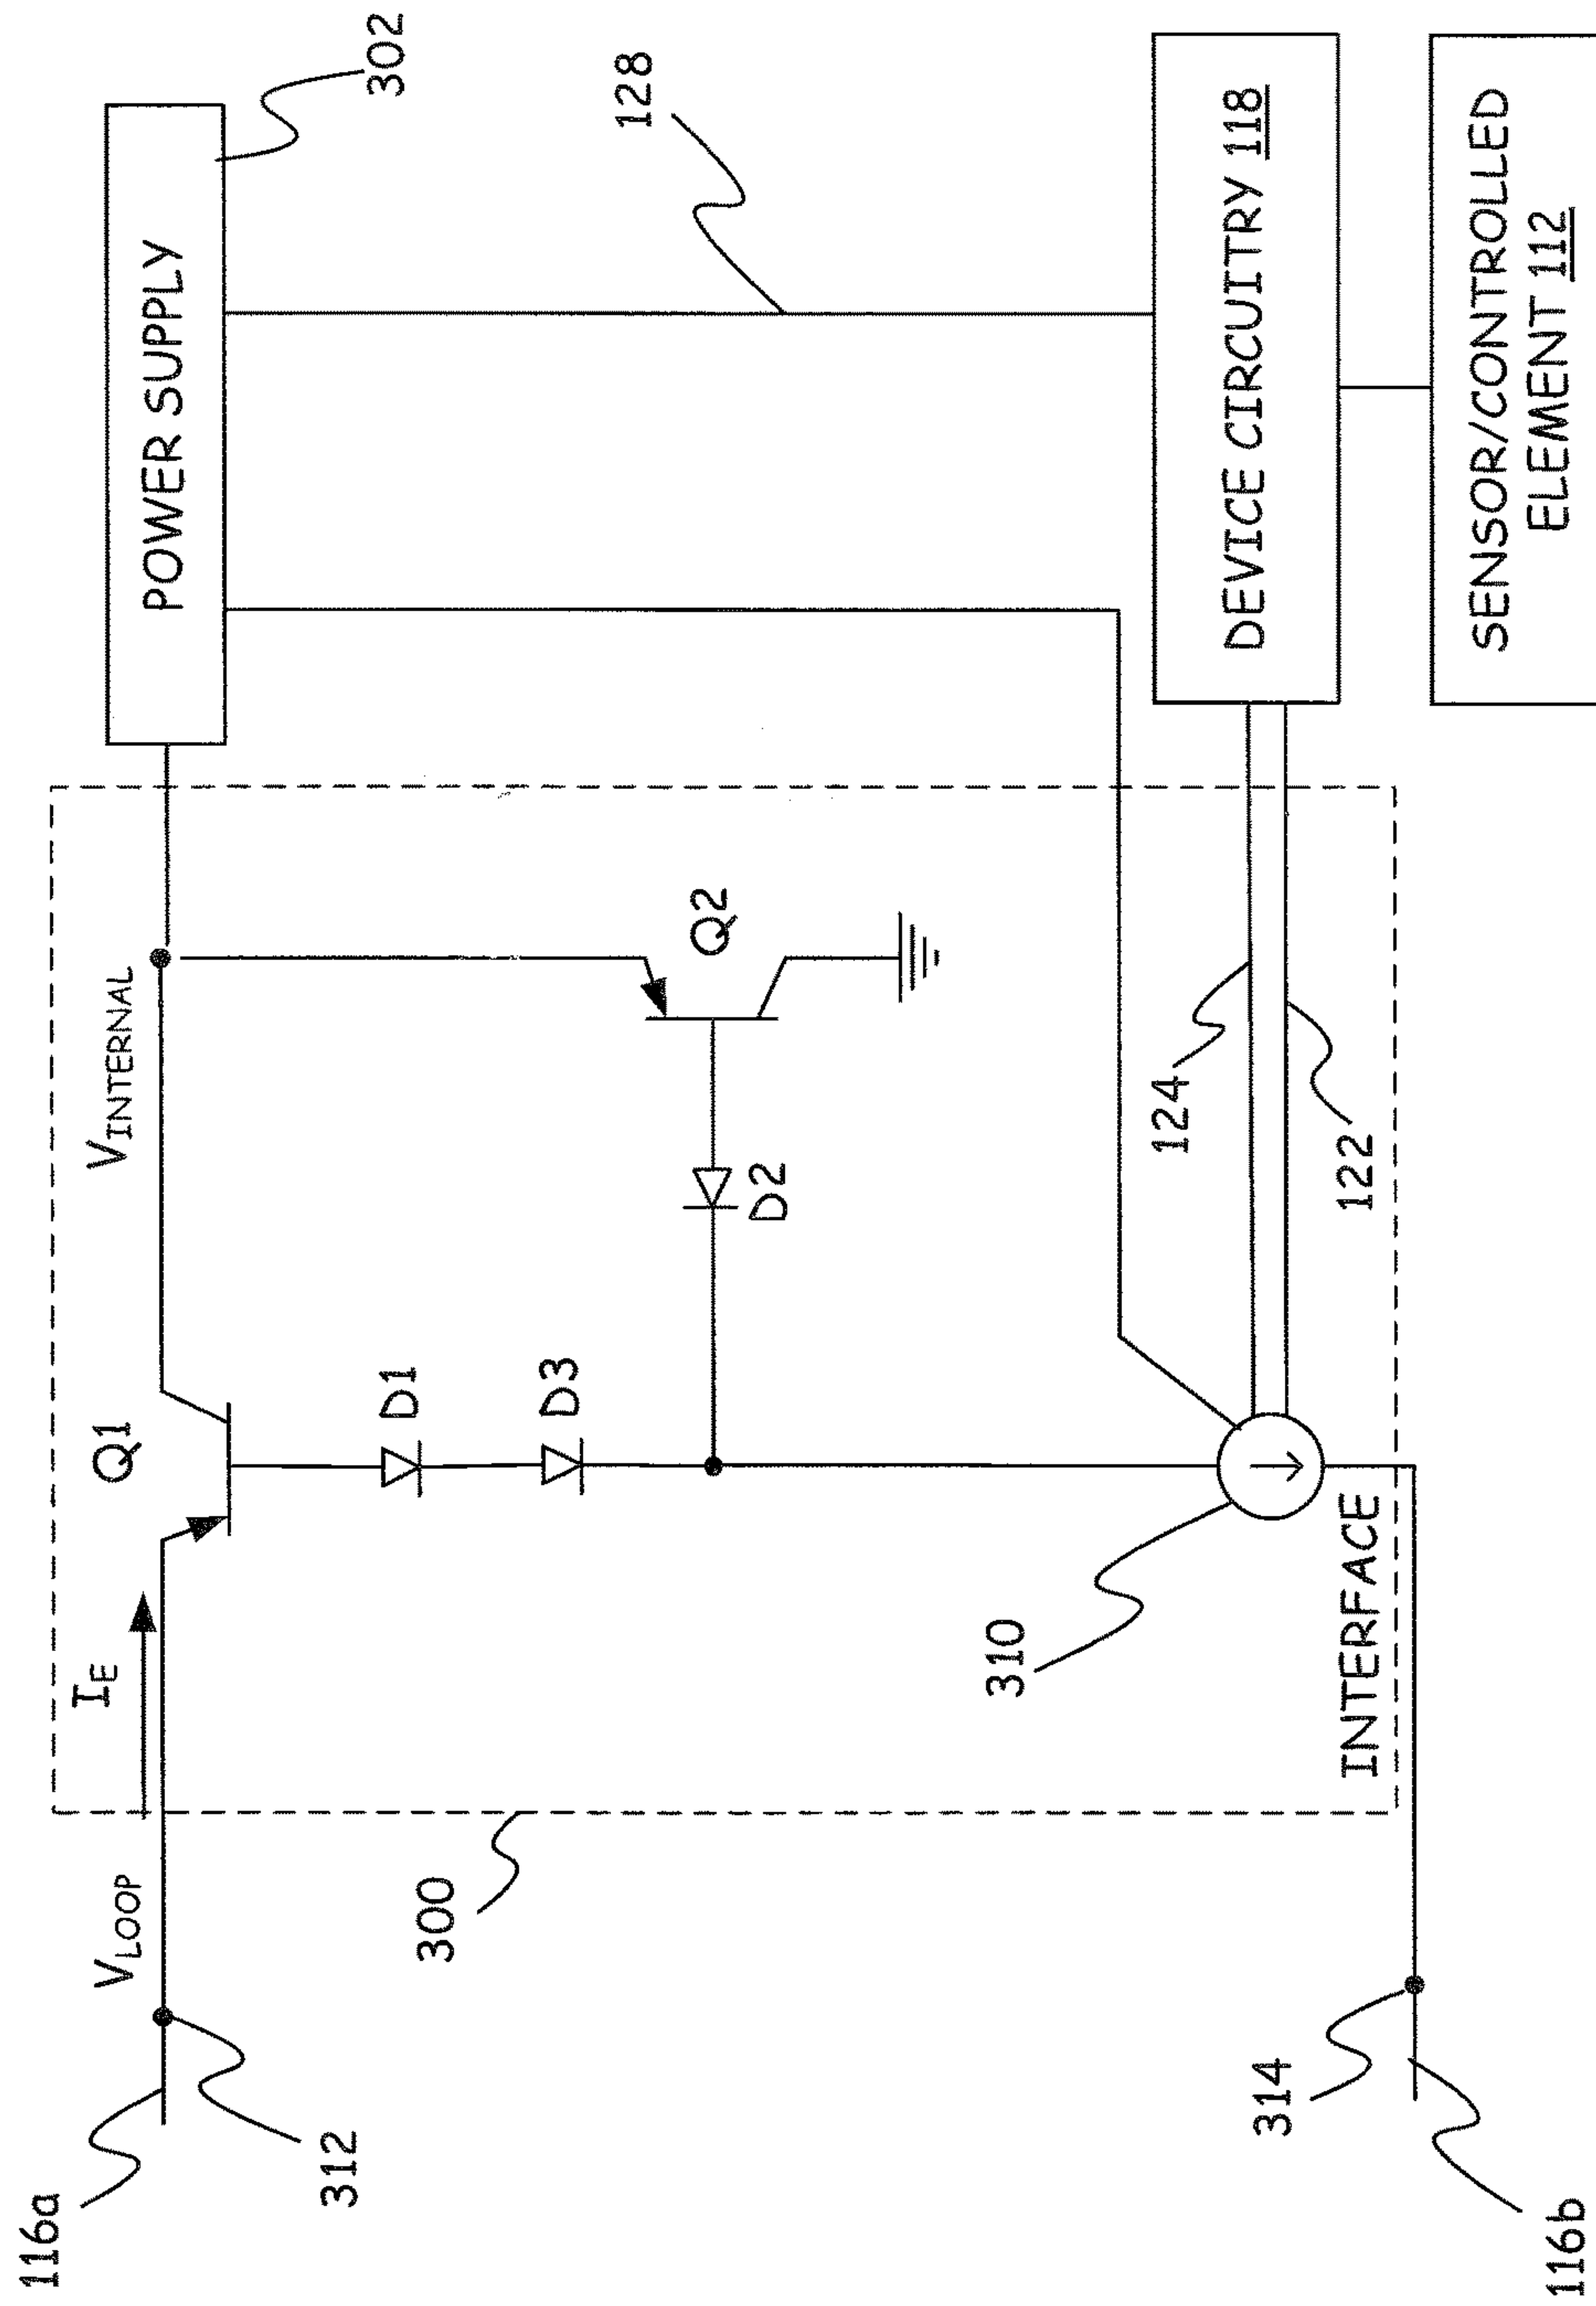 116a
312
V_LOOP
300
I_E
Q1
V_INTERNAL
D1
D3
D2
Q2
POWER SUPPLY
302
128
310
INTERFACE
124
122
DEVICE CIRCUITRY 118
SENSOR/CONTROLLED
ELEMENT 112
314
116b